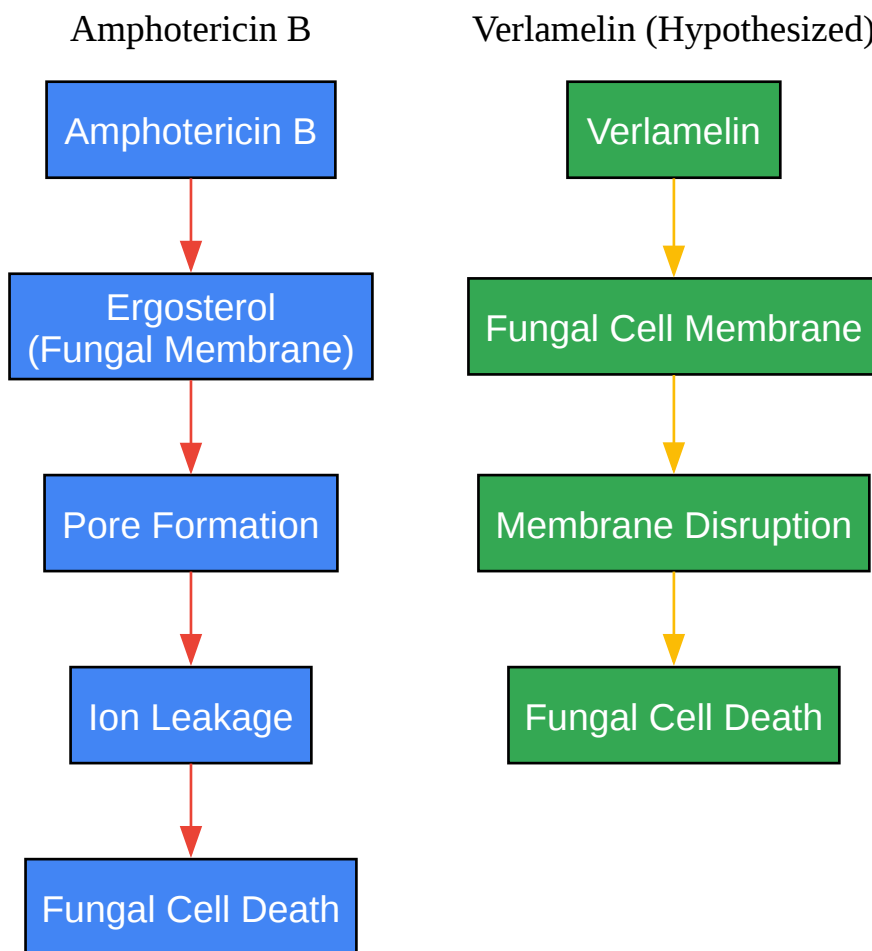 Amphotericin B
Amphotericin B
Ergosterol
(Fungal Membrane)
Pore Formation
Ion Leakage
Fungal Cell Death
Verlamelin (Hypothesized)
Verlamelin
Fungal Cell Membrane
Membrane Disruption
Fungal Cell Death